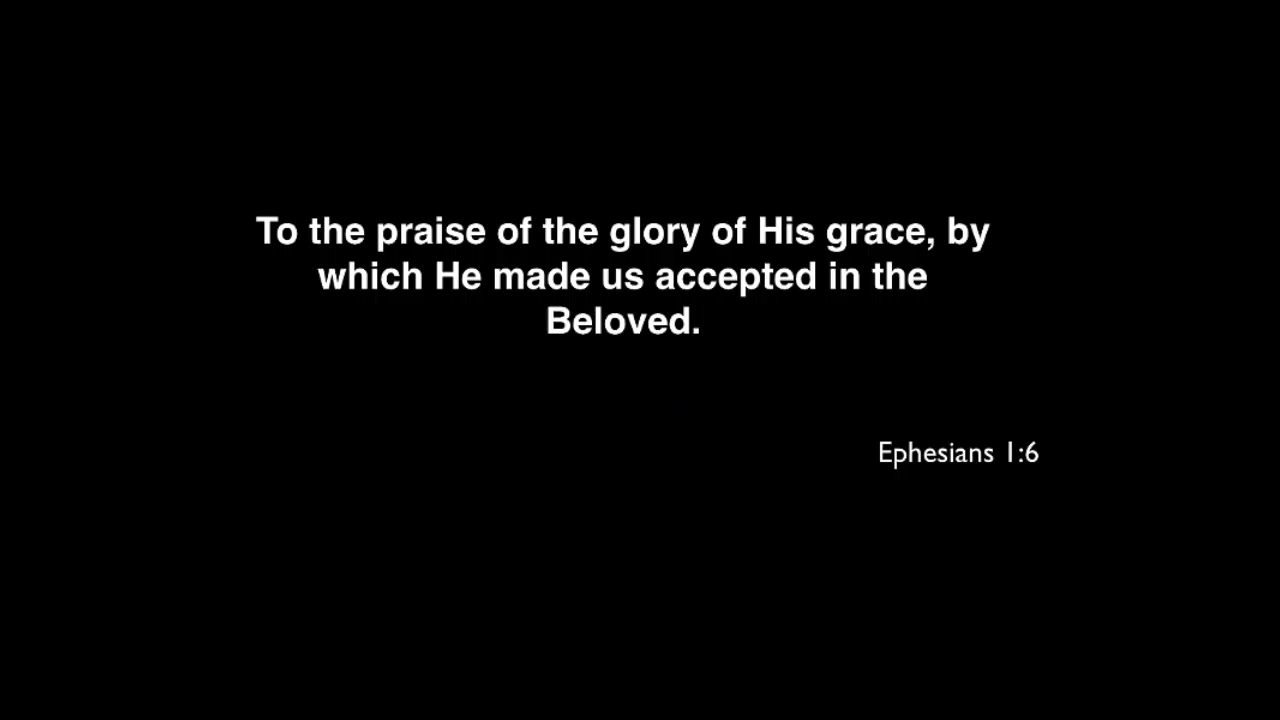 To the praise of the glory of His grace, by
which He made us accepted in the
Beloved.
Ephesians 1:6